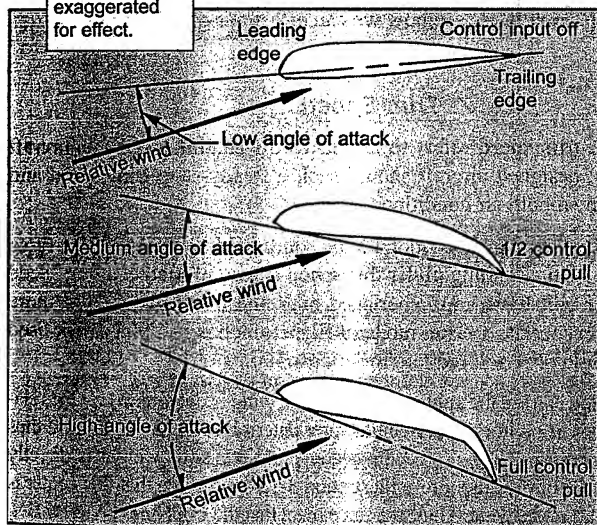 exaggerated
for effect.
Leading
edge
Control input off
Trailing
edge
Low angle of attack
Relative wind
Medium angle of attack
1/2 control
pull
Relative wind
High angle of attack
Full control
pull
Relative wind